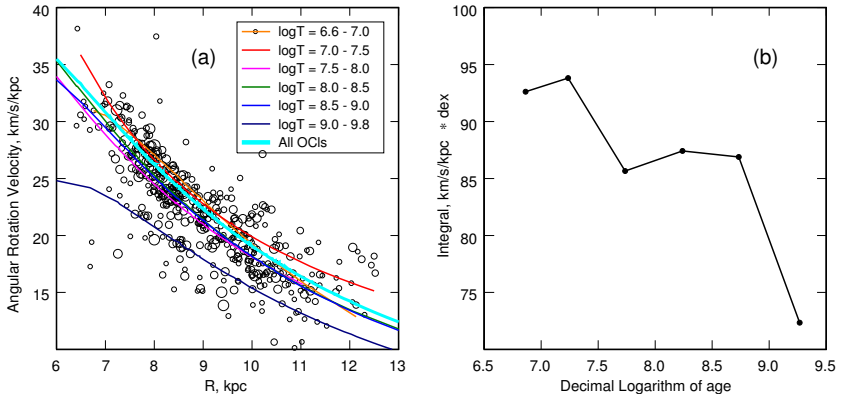 40
35
30
25
20
15
Angular Rotation Velocity, km/s/kpc
(a)
logT = 6.6 - 7.0
logT = 7.0 - 7.5
logT = 7.5 - 8.0
logT = 8.0 - 8.5
logT = 8.5 - 9.0
logT = 9.0 - 9.8
All OCls
6 7 8 9 10 11 12 13
R, kpc
100
95
90
85
80
75
70
Integral, km/s/kpc * dex
(b)
6.5 7.0 7.5 8.0 8.5 9.0 9.5
Decimal Logarithm of age